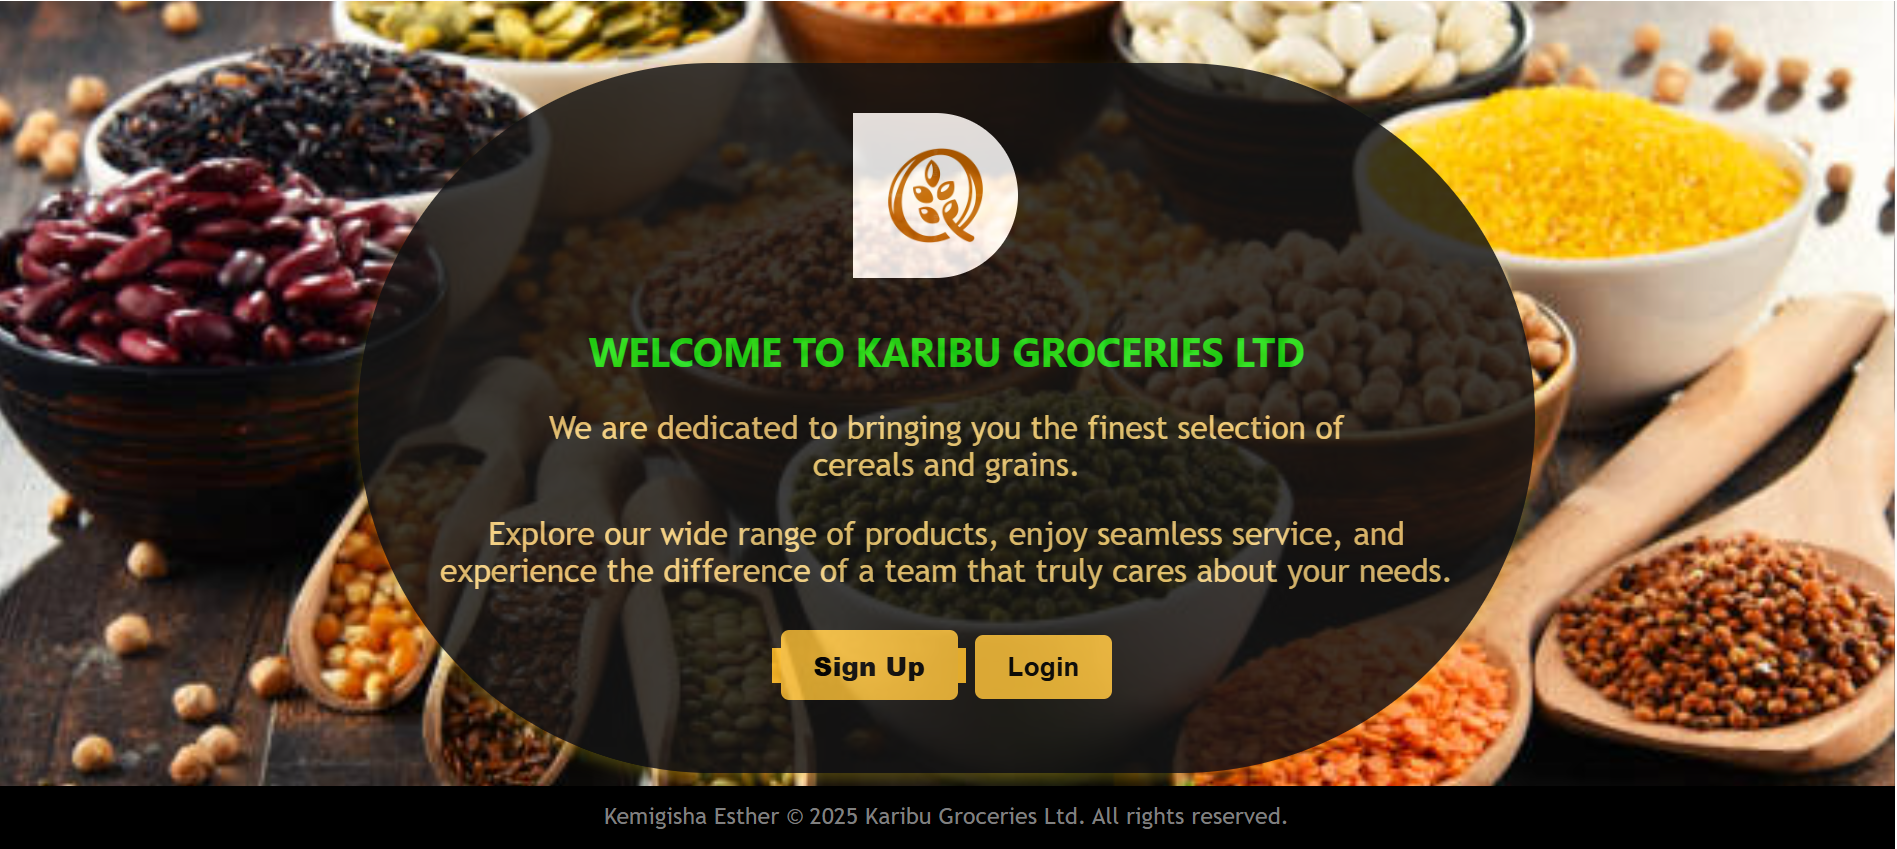 WELCOME TO KARIBU GROCERIES LTD
We are dedicated to bringing you the finest selection of
cereals and grains.
Explore our wide range of products, enjoy seamless service, and
experience the difference of a team that truly cares about your needs.
Sign Up
Login
Kemigisha Esther © 2025 Karibu Groceries Ltd. All rights reserved.